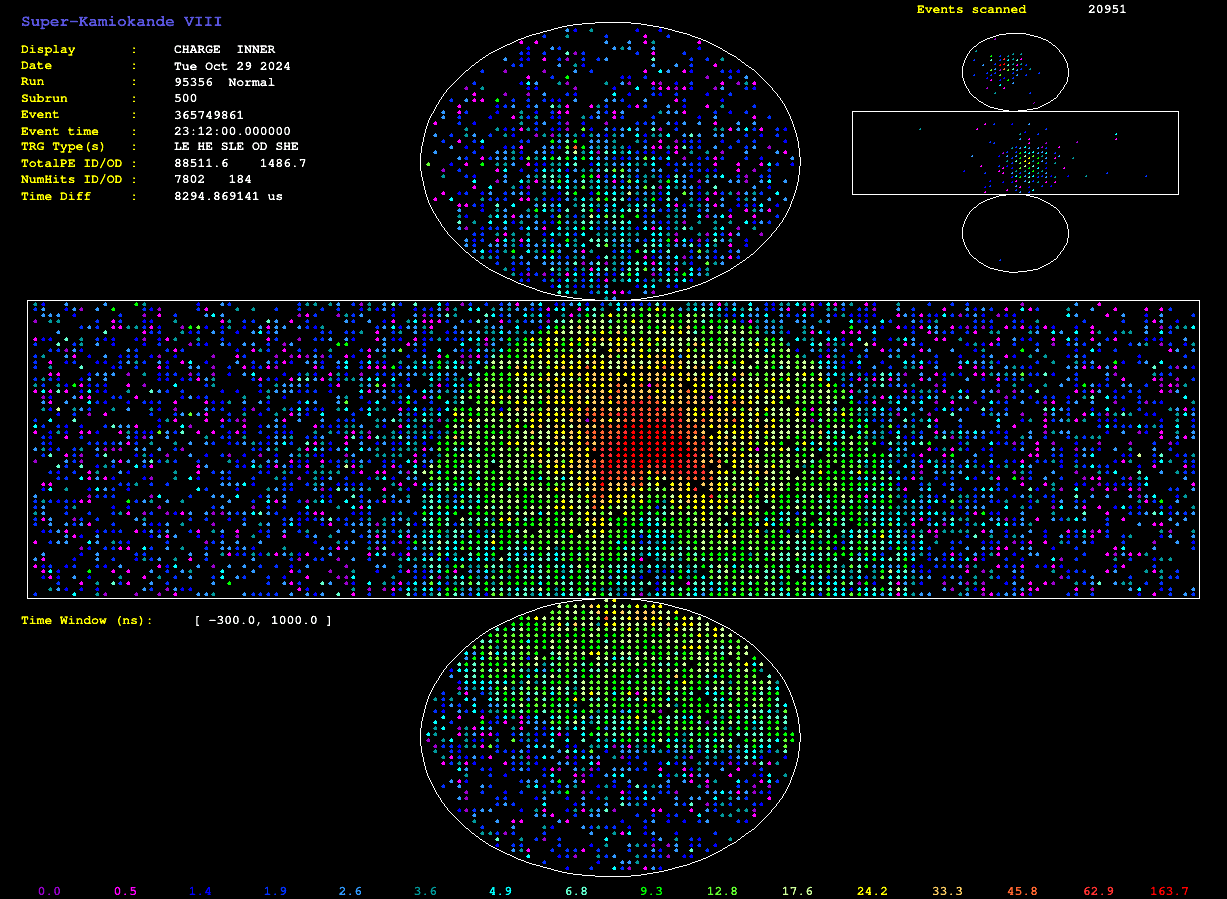 Super-Kamiokande VIII
Events scanned 20951
Display : CHARGE INNER
Date : Tue Oct 29 2024
Run : 95356 Normal
Subrun : 500
Event : 365749861
Event time : 23:12:00.000000
TRG Type(s) : LE HE SLE OD SHE
TotalPE ID/OD : 88511.6 1486.7
NumHits ID/OD : 7802 184
Time Diff : 8294.869141 us
Time Window (ns): [ -300.0, 1000.0 ]
0.0 0.5 1.4 1.9 2.6 3.6 4.9 6.8 9.3 12.8 17.6 24.2 33.3 45.8 62.9 163.7